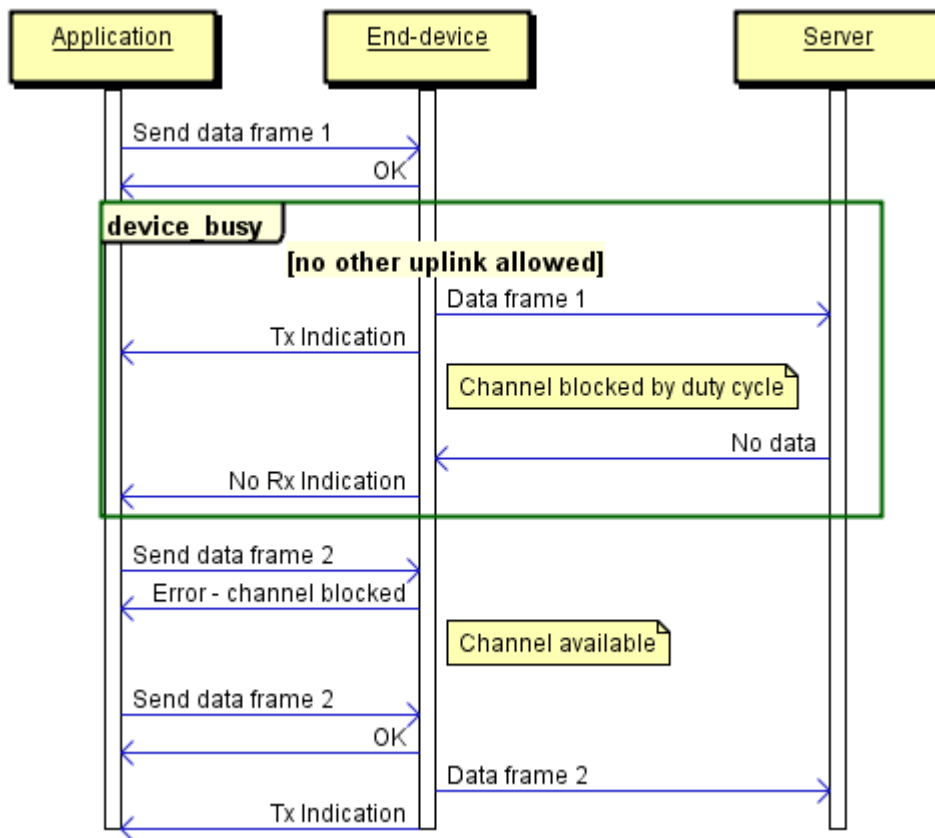 Application
End-device
Server
Send data frame 1
OK
device_busy
[no other uplink allowed]
Data frame 1
Tx Indication
Channel blocked by duty cycle
No data
No Rx Indication
Send data frame 2
Error - channel blocked
Channel available
Send data frame 2
OK
Data frame 2
Tx Indication